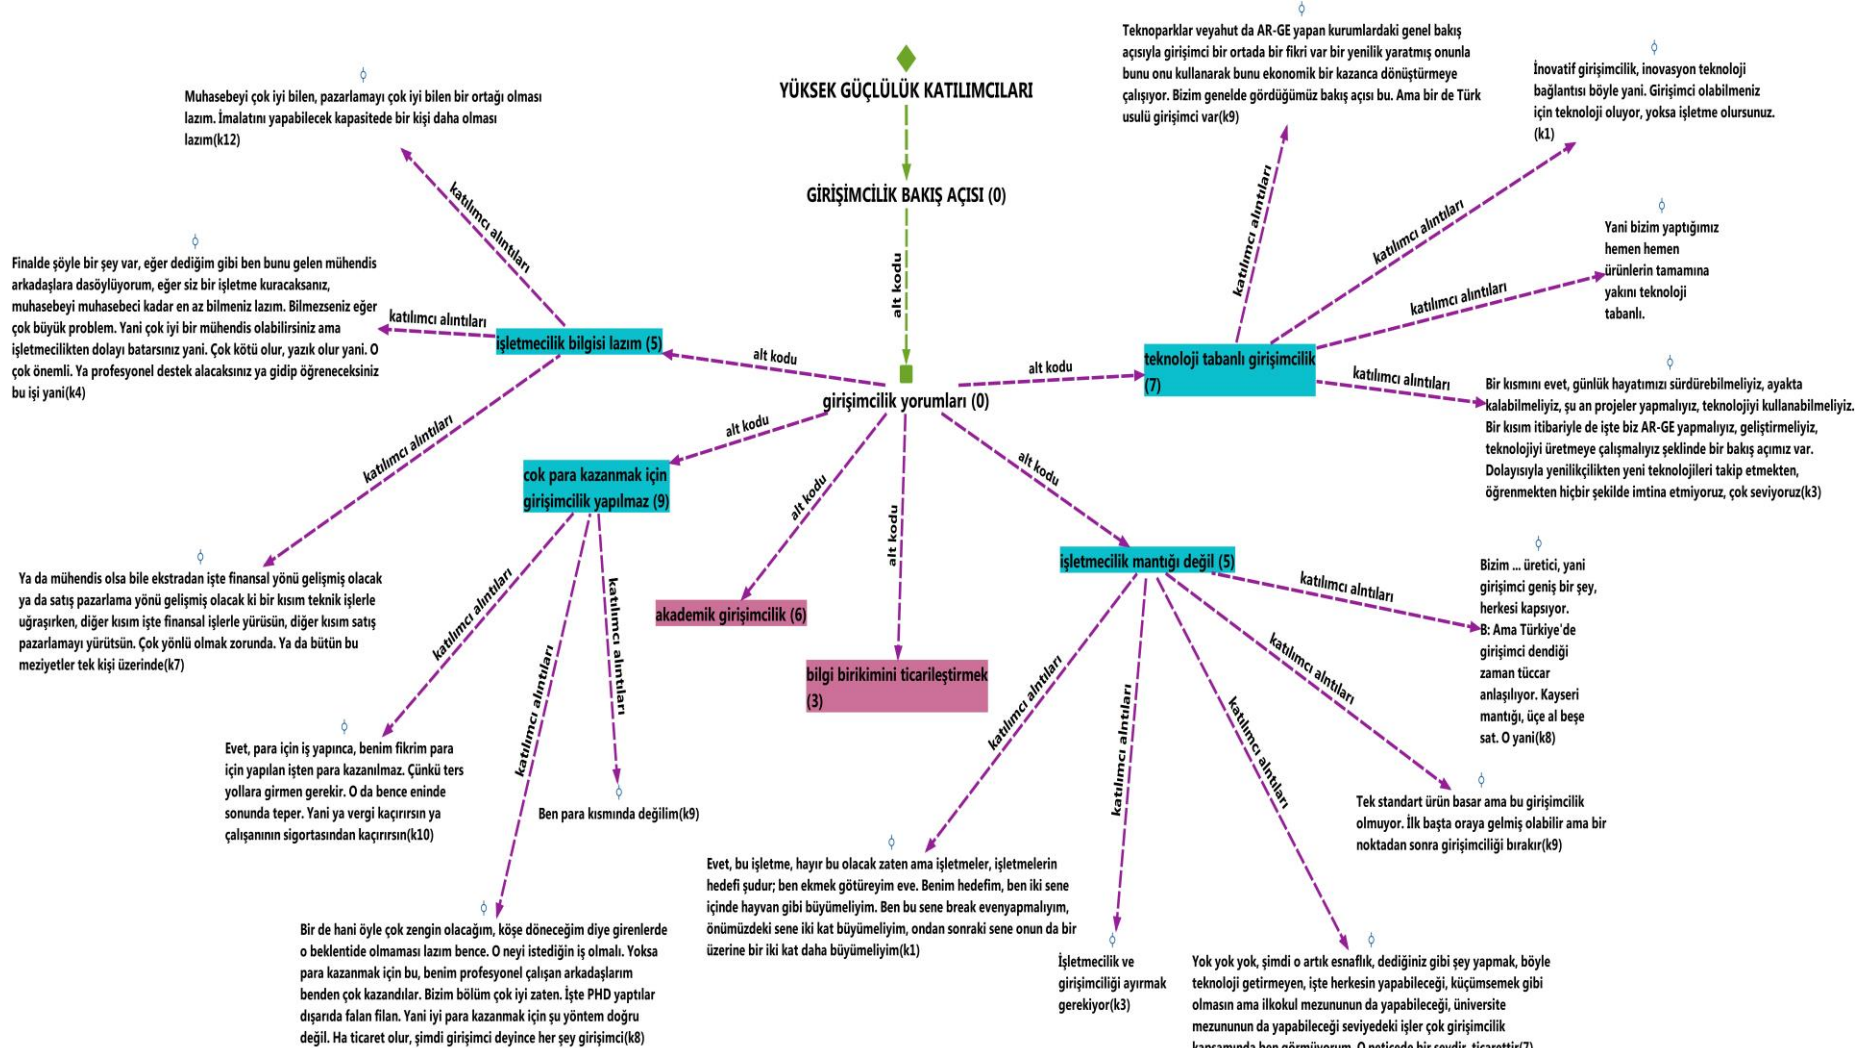 YÜKSEK GÜÇLÜLÜK KATILIMCILARI
GİRİŞİMCİLİK BAKIŞ AÇISI (0)
alt kodu
girişimcilik yorumları (0)
Muhasebeyi çok iyi bilen, pazarlamayı çok iyi bilen bir ortağı olması
lazım. İmalatını yapabilecek kapasitede bir kişi daha olması
lazım(k12)
katılımcı alıntıları
Finalde şöyle bir şey var, eğer dediğim gibi ben bunu gelen mühendis
arkadaşlara dasöylüyorum, eğer siz bir işletme kuracaksanız,
muhasebeyi muhasebeci kadar en az bilmeniz lazım. Bilmezseniz eğer
çok büyük problem. Yani çok iyi bir mühendis olabilirsiniz ama
işletmecilikten dolayı batarsınız yani. Çok kötü olur, yazık olur yani. O
çok önemli. Ya profesyonel destek alacaksınız ya gidip öğreneceksiniz
bu işi yani(k4)
katılımcı alıntıları
işletmecilik bilgisi lazım (5)
alt kodu
katılımcı alıntıları
Ya da mühendis olsa bile ekstradan işte finansal yönü gelişmiş olacak
ya da satış pazarlama yönü gelişmiş olacak ki bir kısım teknik işlerle
uğraşırken, diğer kısım işte finansal işlerle yürüsün, diğer kısım satış
pazarlamayı yürütsün. Çok yönlü olmak zorunda. Ya da bütün bu
meziyetler tek kişi üzerinde(k7)
alt kodu
cok para kazanmak için
girişimcilik yapılmaz (9)
katılımcı alıntıları
katılımcı alıntıları
katılımcı alıntıları
Evet, para için iş yapınca, benim fikrim para
için yapılan işten para kazanılmaz. Çünkü ters
yollara girmen gerekir. O da bence eninde
sonunda teper. Yani ya vergi kaçırırsın ya
çalışanının sigortasından kaçırırsın(k10)
Ben para kısmında değilim(k9)
Bir de hani öyle çok zengin olacağım, köşe döneceğim diye girenlerde
o beklentide olmaması lazım bence. O neyi istediğin iş olmalı. Yoksa
para kazanmak için bu, benim profesyonel çalışan arkadaşlarım
benden çok kazandılar. Bizim bölüm çok iyi zaten. İşte PHD yaptılar
dışarıda falan filan. Yani iyi para kazanmak için şu yöntem doğru
değil. Ha ticaret olur, şimdi girişimci deyince her şey girişimci(k8)
alt kodu
akademik girişimcilik (6)
alt kodu
bilgi birikimini ticarileştirmek
(3)
alt kodu
teknoloji tabanlı girişimcilik
(7)
katılımcı alıntıları
Teknoparklar veyahut da AR-GE yapan kurumlardaki genel bakış
açısıyla girişimci bir ortada bir fikri var bir yenilik yaratmış onunla
bunu onu kullanarak bunu ekonomik bir kazanca dönüştürmeye
çalışıyor. Bizim genelde gördüğümüz bakış açısı bu. Ama bir de Türk
usulü girişimci var(k9)
katılımcı alıntıları
İnovatif girişimcilik, inovasyon teknoloji
bağlantısı böyle yani. Girişimci olabilmeniz
için teknoloji oluyor, yoksa işletme olursunuz.
(k1)
katılımcı alıntıları
Yani bizim yaptığımız
hemen hemen
ürünlerin tamamına
yakını teknoloji
tabanlı.
katılımcı alıntıları
Bir kısmını evet, günlük hayatımızı sürdürebilmeliyiz, ayakta
kalabilmeliyiz, şu an projeler yapmalıyız, teknolojiyi kullanabilmeliyiz.
Bir kısım itibariyle de işte biz AR-GE yapmalıyız, geliştirmeliyiz,
teknolojiyi üretmeye çalışmalıyız şeklinde bir bakış açımız var.
Dolayısıyla yenilikçilikten yeni teknolojileri takip etmekten,
öğrenmekten hiçbir şekilde imtina etmiyoruz, çok seviyoruz(k3)
alt kodu
işletmecilik mantığı değil (5)
katılımcı alıntıları
Bizim ... üretici, yani
girişimci geniş bir şey,
herkesi kapsıyor.
B: Ama Türkiye'de
girişimci dendiği
zaman tüccar
anlaşılıyor. Kayseri
mantığı, üçe al beşe
sat. O yani(k8)
katılımcı alntıları
Tek standart ürün basar ama bu girişimcilik
olmuyor. İlk başta oraya gelmiş olabilir ama bir
noktadan sonra girişimciliği bırakır(k9)
katılımcı alntıları
Evet, bu işletme, hayır bu olacak zaten ama işletmeler, işletmelerin
hedefi şudur; ben ekmek götüreyim eve. Benim hedefim, ben iki sene
içinde hayvan gibi büyümeliyim. Ben bu sene break evenyapmalıyım,
önümüzdeki sene iki kat büyümeliyim, ondan sonraki sene onun da bir
üzerine bir iki kat daha büyümeliyim(k1)
katılımcı alntıları
İşletmecilik ve
girişimciliği ayırmak
gerekiyor(k3)
katılımcı alntıları
Yok yok yok, şimdi o artık esnaflık, dediğiniz gibi şey yapmak, böyle
teknoloji getirmeyen, işte herkesin yapabileceği, küçümsemek gibi
olmasın ama ilkokul mezununun da yapabileceği, üniversite
mezununun da yapabileceği seviyedeki işler çok girişimcilik
kapsamında ben görmüyorum. O neticede bir şeydir, ticarettir(7)